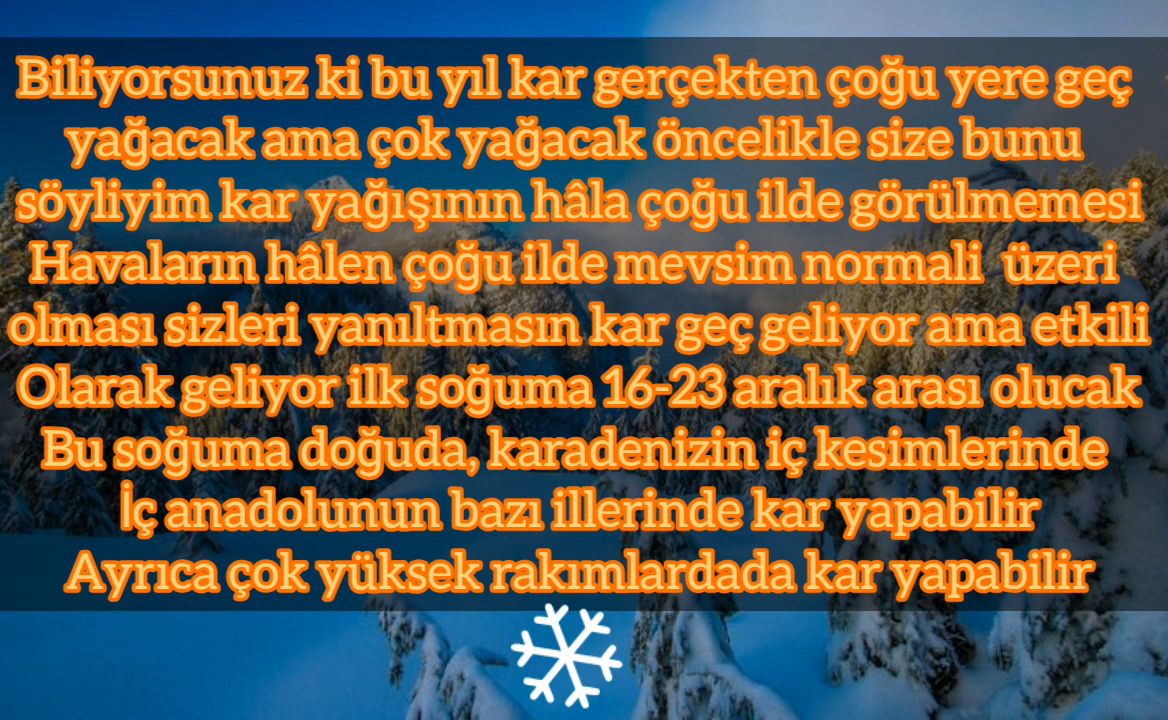 Biliyorsunuz ki bu yıl kar gerçekten çoğu yere geç
yağacak ama çok yağacak öncelikle size bunu
söyliyim kar yağışının hâla çoğu ilde görülmemesi
Havaların hâlen çoğu ilde mevsim normali  üzeri
olması sizleri yanıltmasın kar geç geliyor ama etkili
Olarak geliyor ilk soğuma 16-23 aralık arası olucak
Bu soğuma doğuda, karadenizin iç kesimlerinde
İç anadolunun bazı illerinde kar yapabilir
Ayrıca çok yüksek rakımlardada kar yapabilir